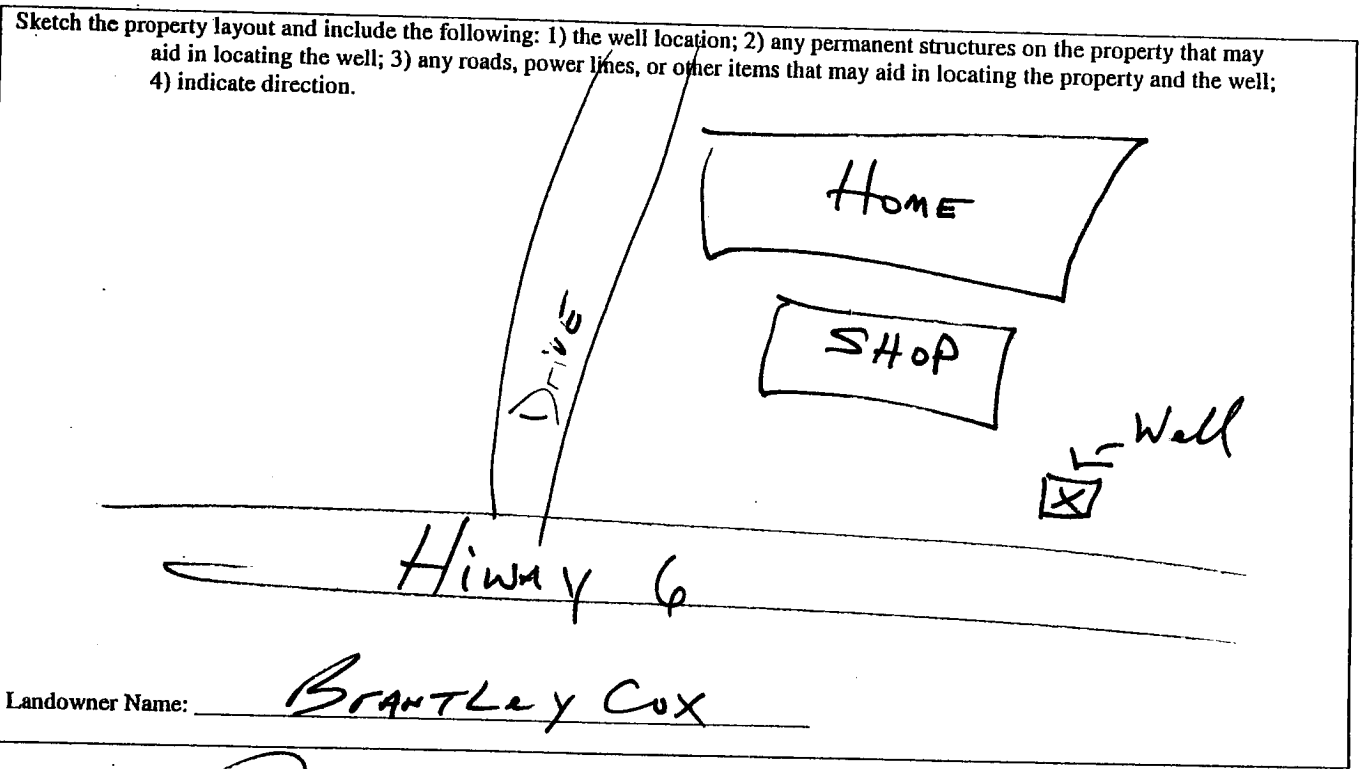 Sketch the property layout and include the following: 1) the well location; 2) any permanent structures on the property that may
aid in locating the well; 3) any roads, power lines, or other items that may aid in locating the property and the well;
4) indicate direction.
HOME
Drive
SHOP
Well
X
Hiway 6
Landowner Name: BrANTLey Cox